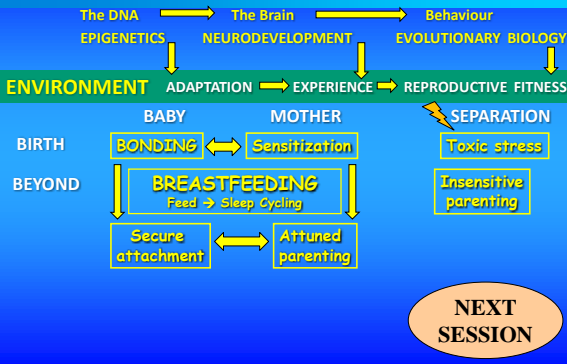 The DNA The Brain Behaviour
EPIGENETICS NEURODEVELOPMENT EVOLUTIONARY BIOLOGY
ENVIRONMENT ADAPTATION EXPERIENCE REPRODUCTIVE FITNESS
BABY MOTHER SEPARATION
BIRTH BONDING Sensitization Toxic stress
BEYOND BREASTFEEDING
Feed → Sleep Cycling
Insensitive
parenting
Secure
attachment
Attuned
parenting
NEXT
SESSION